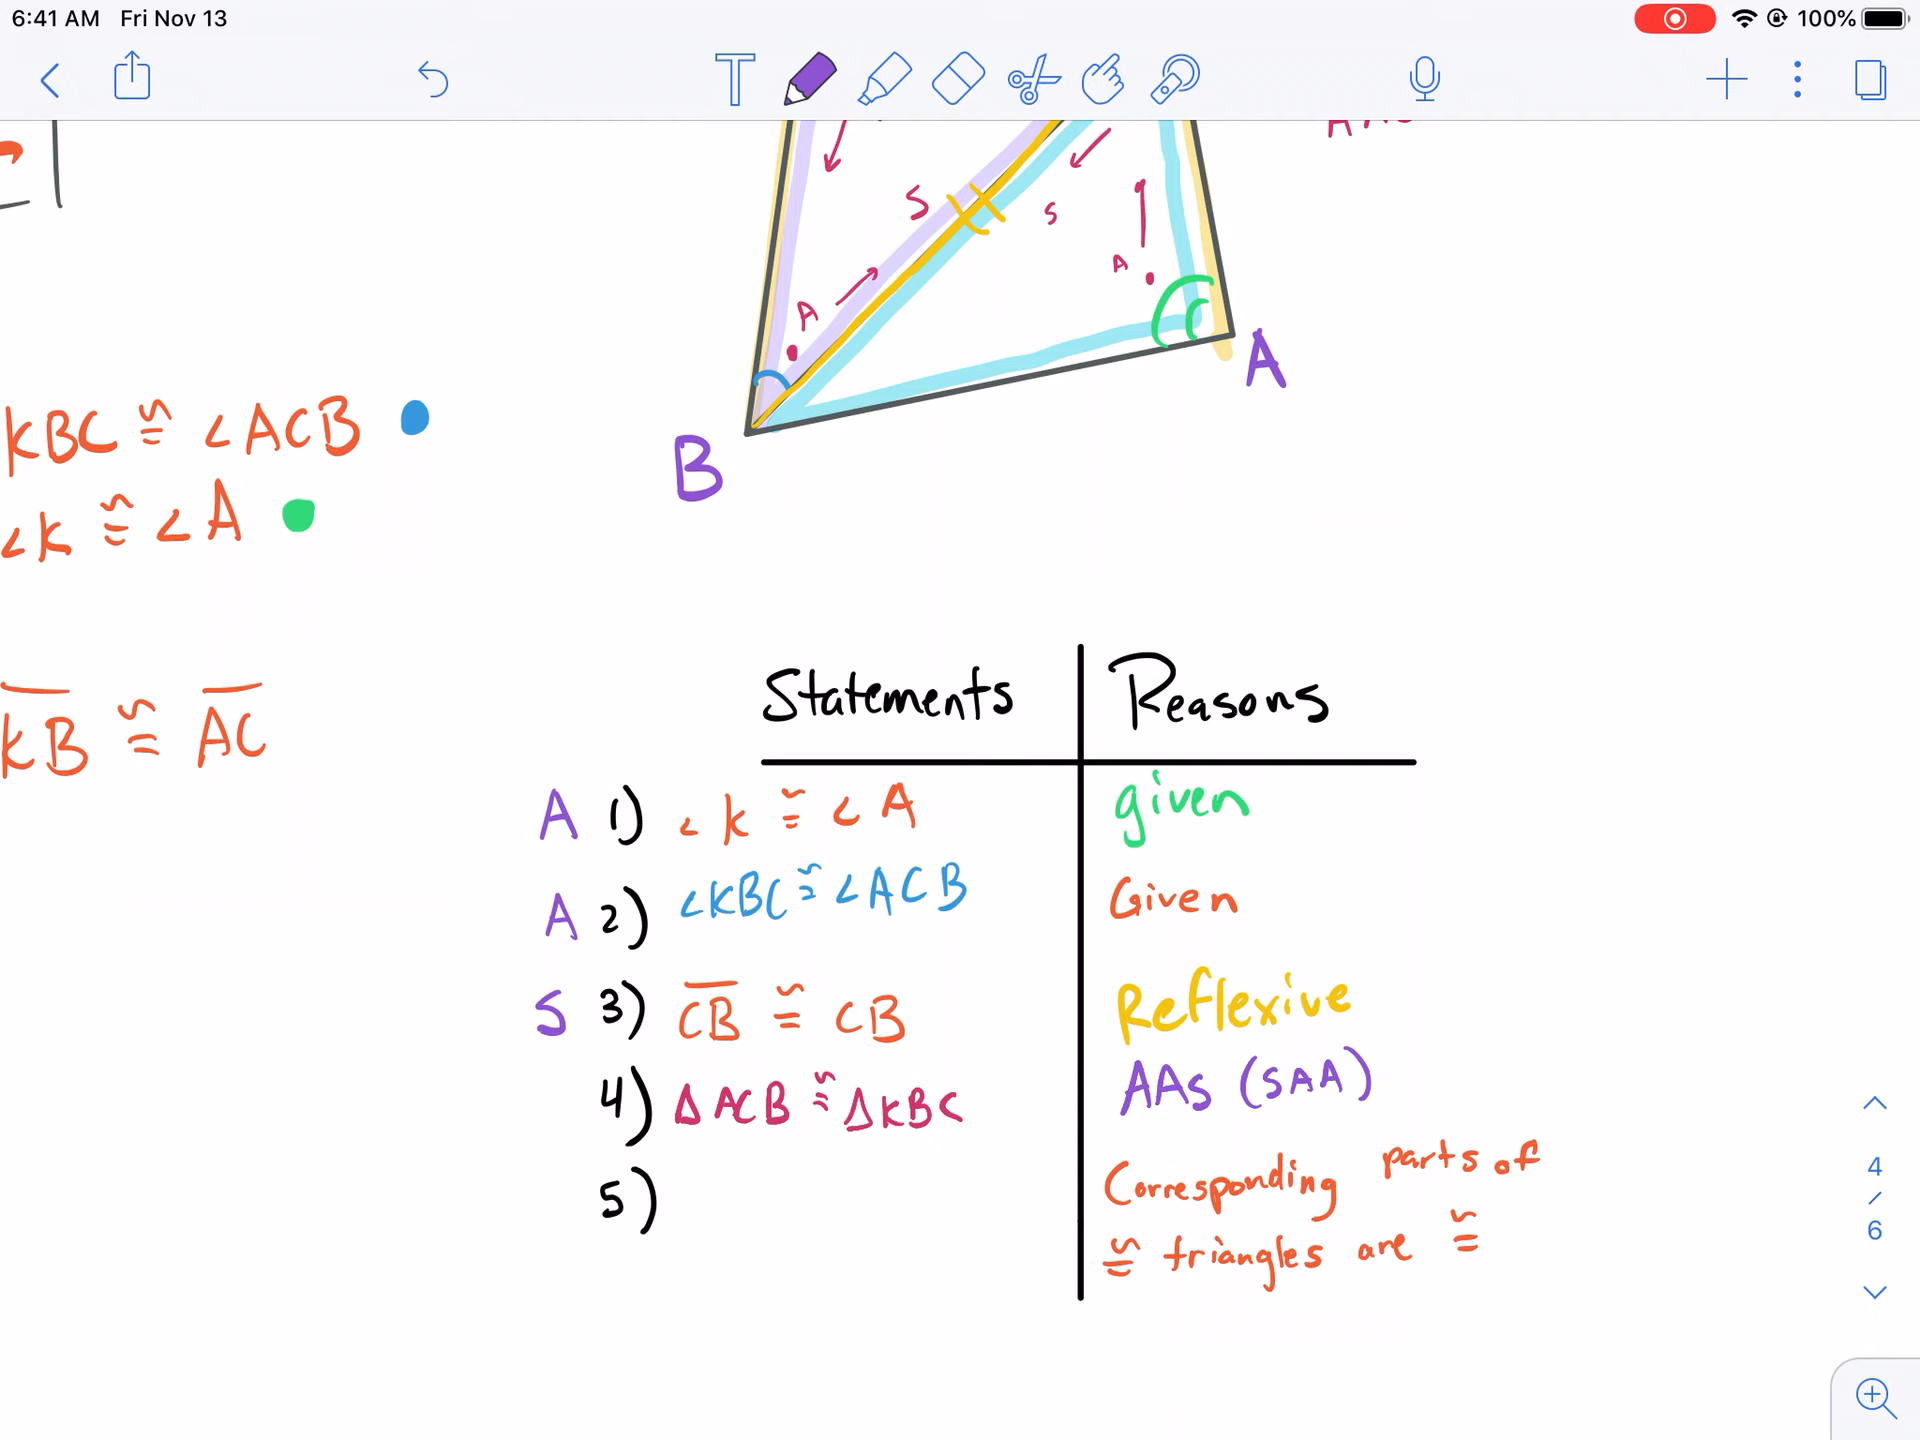 6:41 AM Fri Nov 13
100%
T
S
S
A
A
A
B
KBC ≅ ∠ACB
∠K ≅ ∠A
KB ≅ AC
Statements Reasons
A 1) ∠K ≅ ∠A given
A 2) ∠KBC ≅ ∠ACB Given
S 3) CB ≅ CB Reflexive
4) Δ ACB ≅ ΔKBC AAS (SAA)
5) Corresponding parts of
≅ triangles are ≅
4
/
6